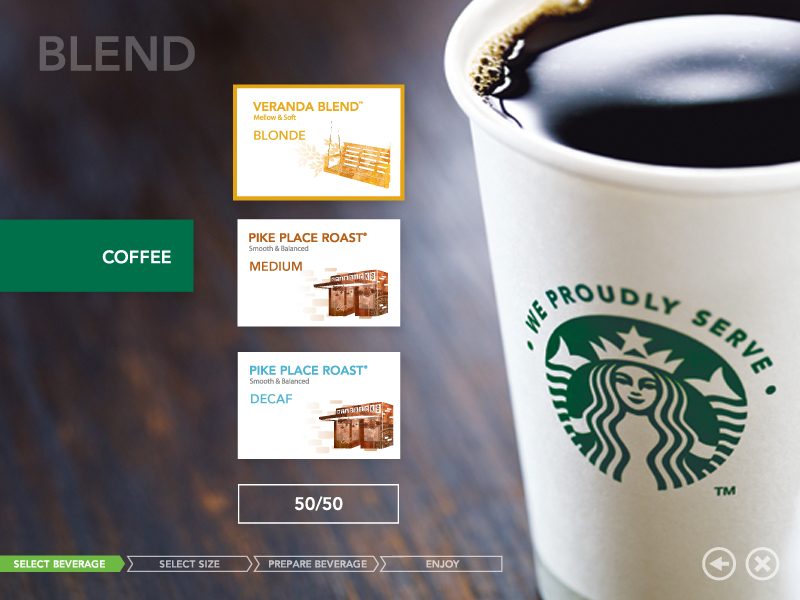 BLEND
VERANDA BLEND™
Mellow & Soft
BLONDE
COFFEE
PIKE PLACE ROAST®
Smooth & Balanced
MEDIUM
PIKE PLACE ROAST®
Smooth & Balanced
DECAF
50/50
• WE PROUDLY SERVE •
TM
SELECT BEVERAGE
SELECT SIZE
PREPARE BEVERAGE
ENJOY